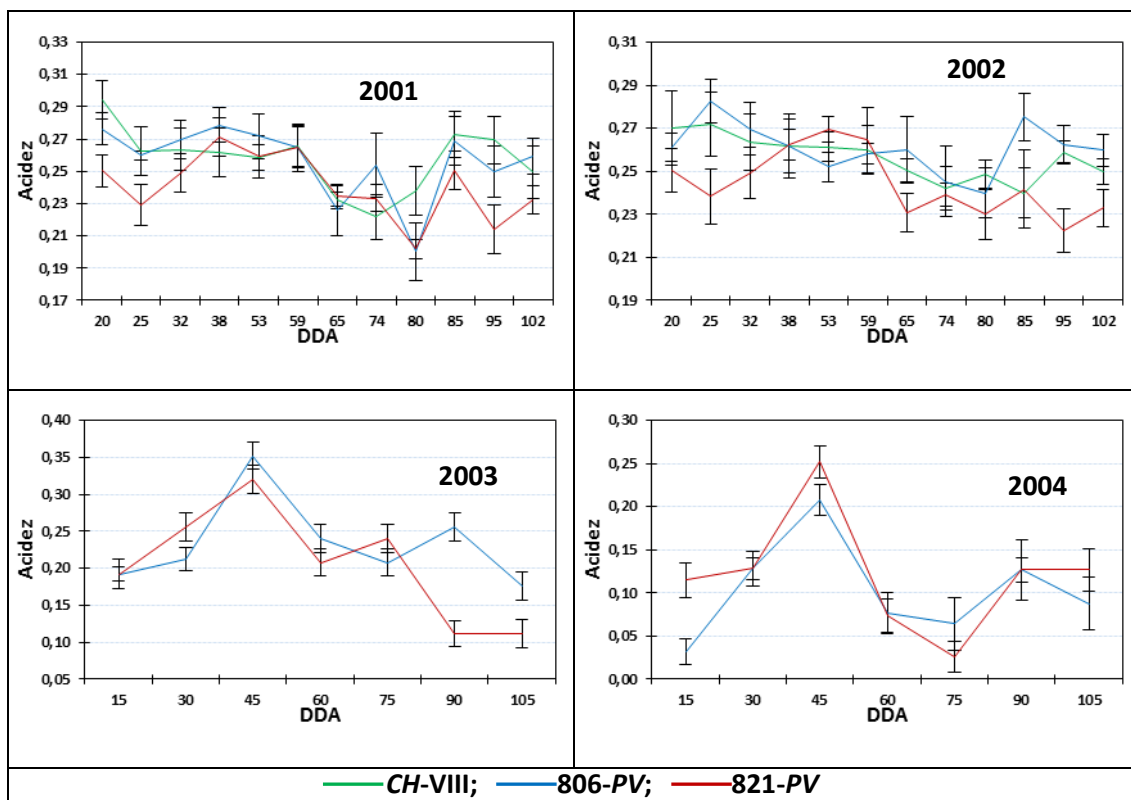 2001
Acidez
0,33
0,31
0,29
0,27
0,25
0,23
0,21
0,19
0,17
20 25 32 38 53 59 65 74 80 85 95 102
DDA
2002
Acidez
0,31
0,29
0,27
0,25
0,23
0,21
0,19
20 25 32 38 53 59 65 74 80 85 95 102
DDA
2003
Acidez
0,40
0,35
0,30
0,25
0,20
0,15
0,10
0,05
15 30 45 60 75 90 105
DDA
2004
Acidez
0,30
0,25
0,20
0,15
0,10
0,05
0,00
15 30 45 60 75 90 105
DDA
CH-VIII; 806-PV; 821-PV